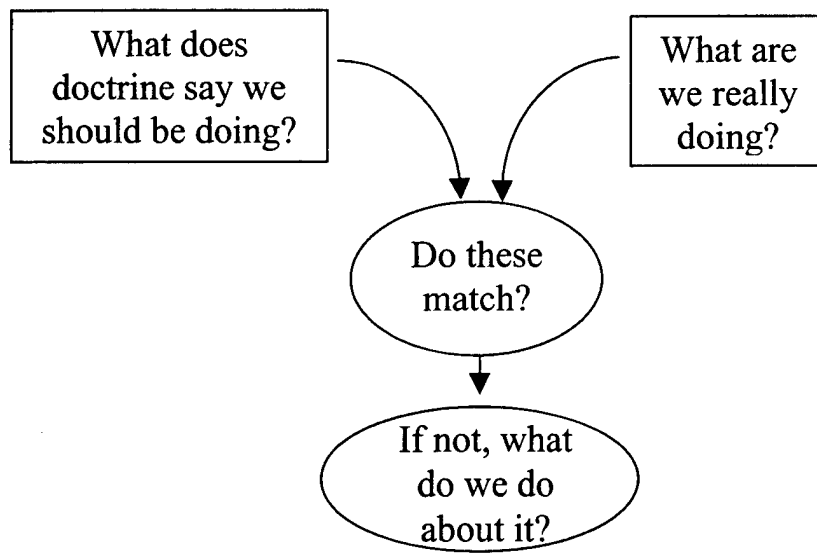 What does
doctrine say we
should be doing?
What are
we really
doing?
Do these
match?
If not, what
do we do
about it?